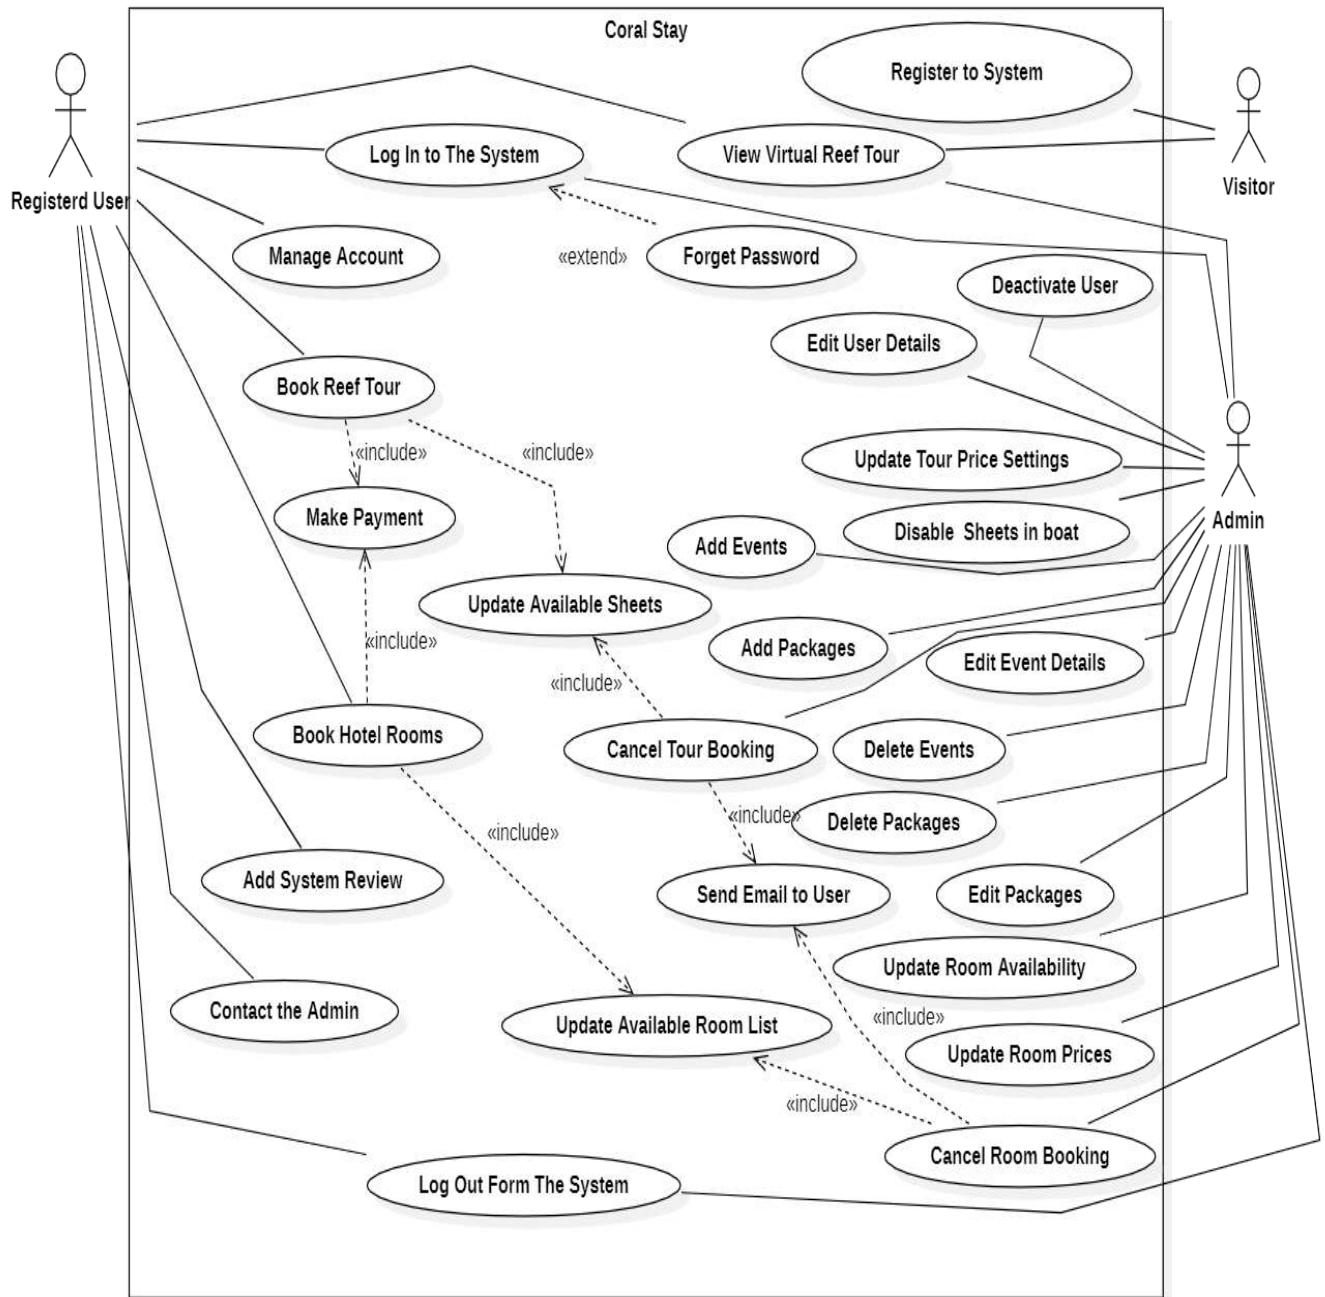 Coral Stay
Register to System
Log In to The System
View Virtual Reef Tour
Visitor
Registerd User
Manage Account
«extend»
Forget Password
Deactivate User
Edit User Details
Book Reef Tour
«include»
«include»
Update Tour Price Settings
Make Payment
Admin
Disable  Sheets in boat
Add Events
Update Available Sheets
«include»
Add Packages
Edit Event Details
«include»
Book Hotel Rooms
Cancel Tour Booking
Delete Events
«include»
Delete Packages
«include»
Add System Review
Send Email to User
Edit Packages
Update Room Availability
Contact the Admin
«include»
Update Available Room List
Update Room Prices
«include»
Cancel Room Booking
Log Out Form The System